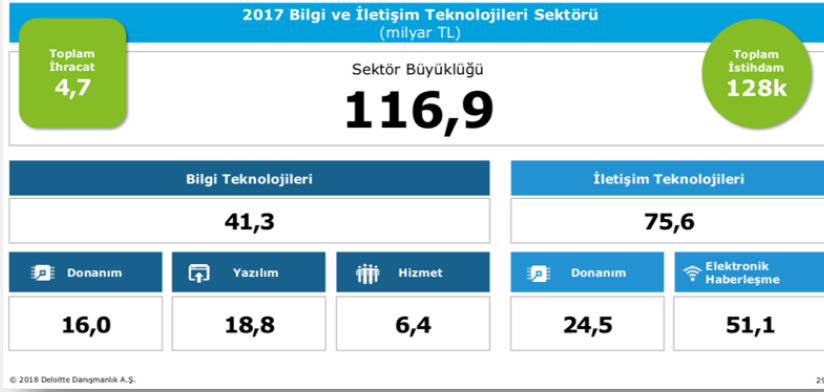 2017 Bilgi ve İletişim Teknolojileri Sektörü
(milyar TL)
Toplam
İhracat
4,7
Sektör Büyüklüğü
116,9
Toplam
İstihdam
128k
Bilgi Teknolojileri
İletişim Teknolojileri
41,3
75,6
Donanım
Yazılım
Hizmet
Donanım
Elektronik
Haberleşme
16,0
18,8
6,4
24,5
51,1
© 2018 Deloitte Danışmanlık A.Ş.
29